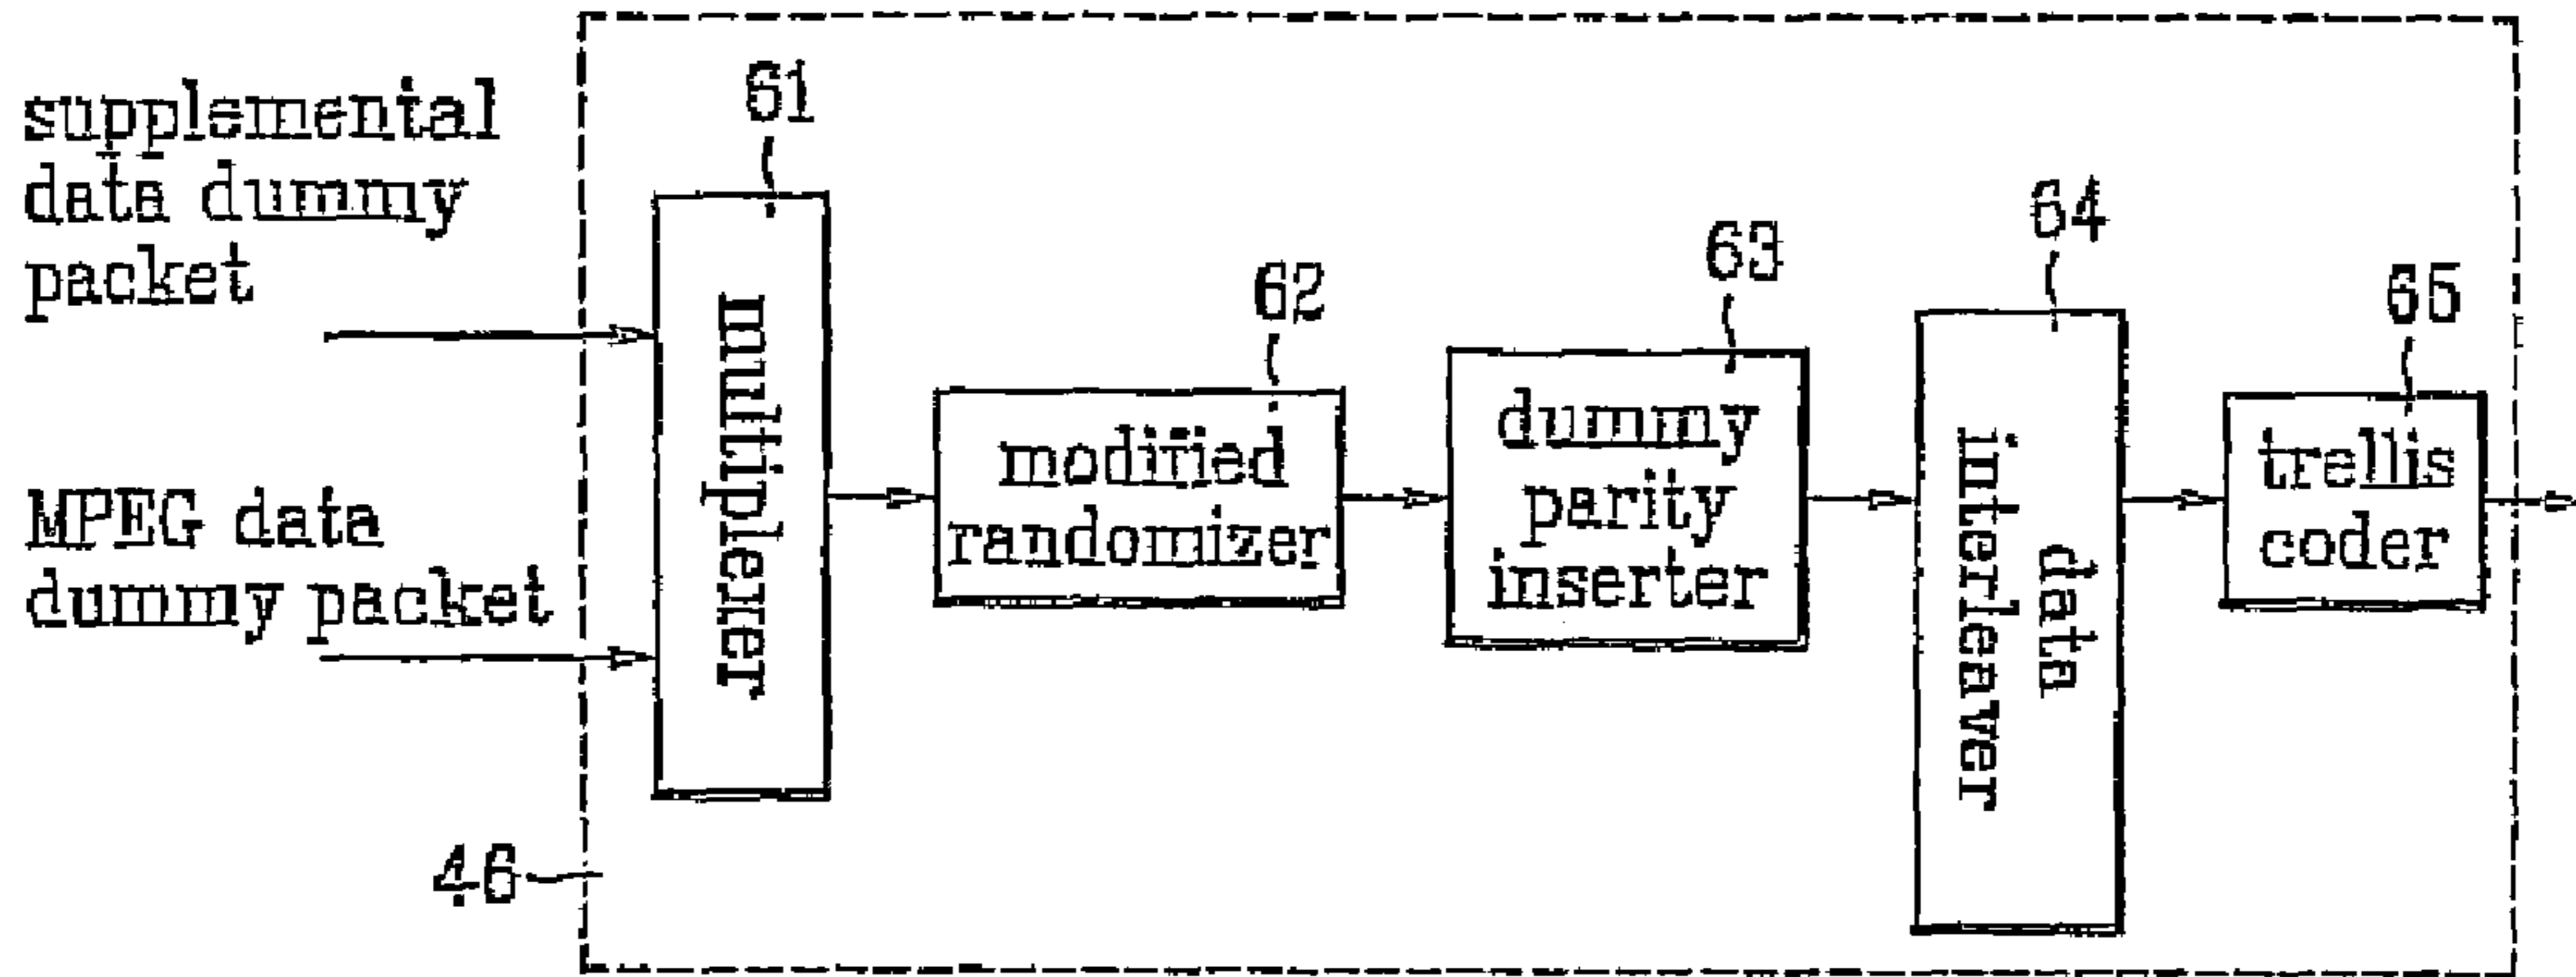 supplemental
data dummy
packet
MPEG data
dummy packet
46
61
multiplexer
62
modified
randomizer
63
dummy
parity
inserter
64
data
interleaver
65
trellis
coder